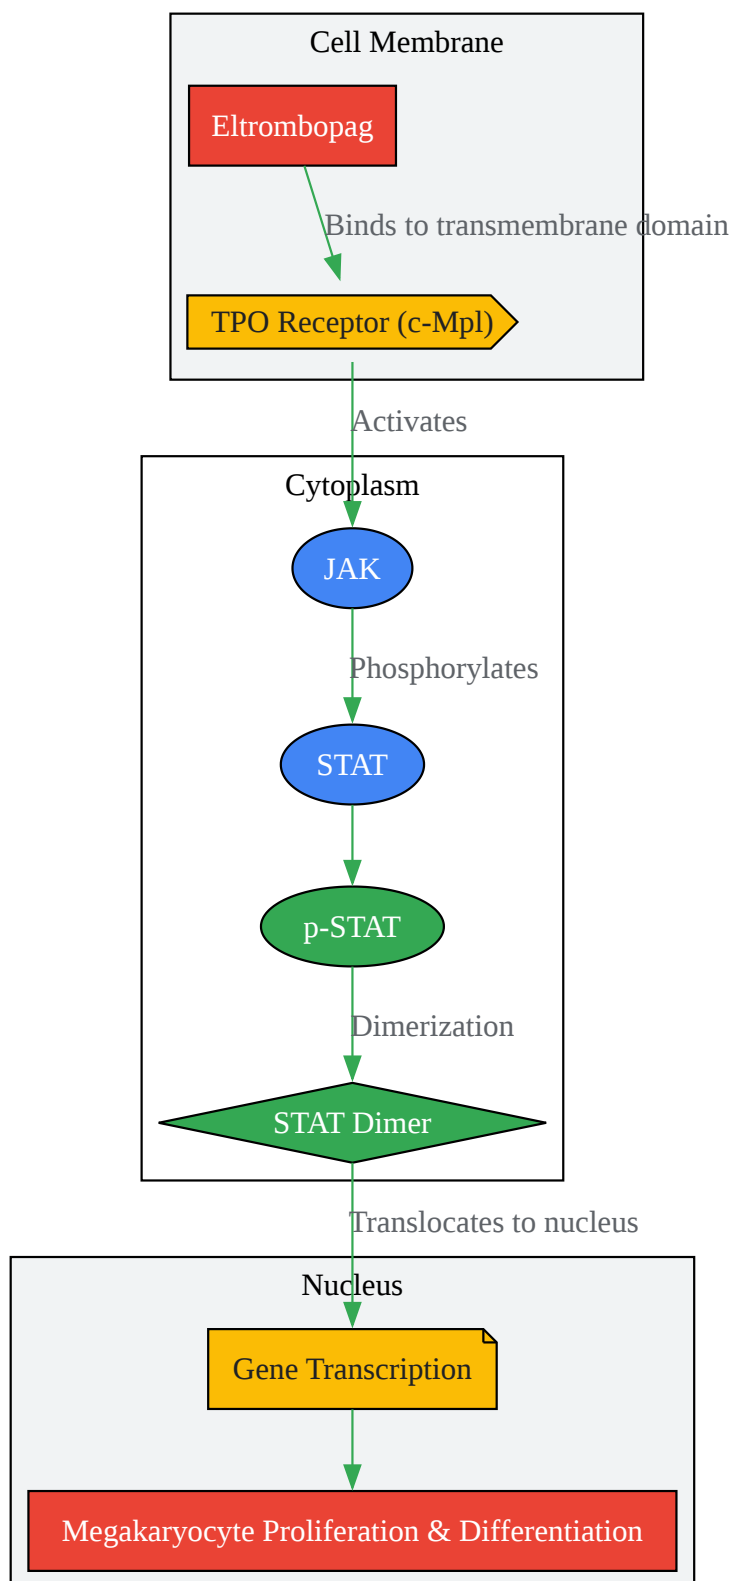 Cell Membrane
Eltrombopag
Binds to transmembrane domain
TPO Receptor (c-Mpl)
Activates
Cytoplasm
JAK
Phosphorylates
STAT
p-STAT
Dimerization
STAT Dimer
Translocates to nucleus
Nucleus
Gene Transcription
Megakaryocyte Proliferation & Differentiation